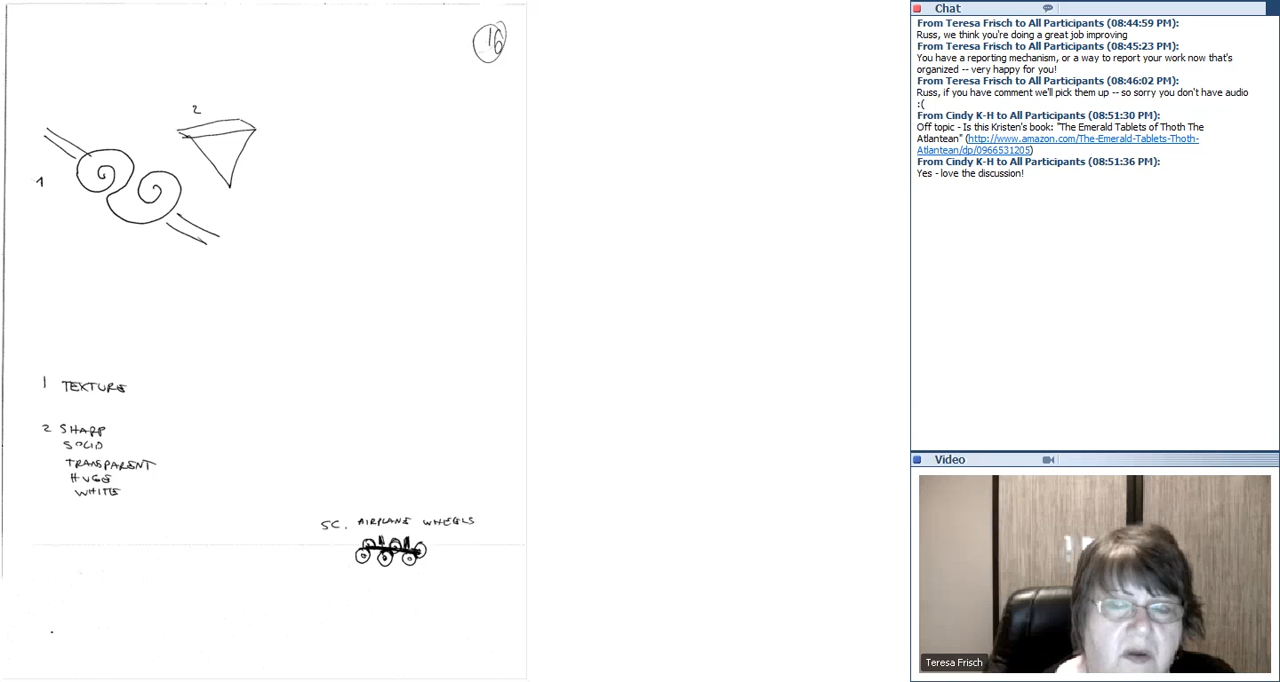 16
2
1
1 TEXTURE
2 SHARP
SOLID
TRANSPARENT
HUGE
WHITE
SC. AIRPLANE WHEELS
Chat
From Teresa Frisch to All Participants (08:44:59 PM):
Russ, we think you're doing a great job improving
From Teresa Frisch to All Participants (08:45:23 PM):
You have a reporting mechanism, or a way to report your work now that's
organized -- very happy for you!
From Teresa Frisch to All Participants (08:46:02 PM):
Russ, if you have comment we'll pick them up -- so sorry you don't have audio
:(
From Cindy K-H to All Participants (08:51:30 PM):
Off topic - Is this Kristen's book: "The Emerald Tablets of Thoth The
Atlantean" (http://www.amazon.com/The-Emerald-Tablets-Thoth-
Atlantean/dp/0966531205)
From Cindy K-H to All Participants (08:51:36 PM):
Yes - love the discussion!
Video
Teresa Frisch